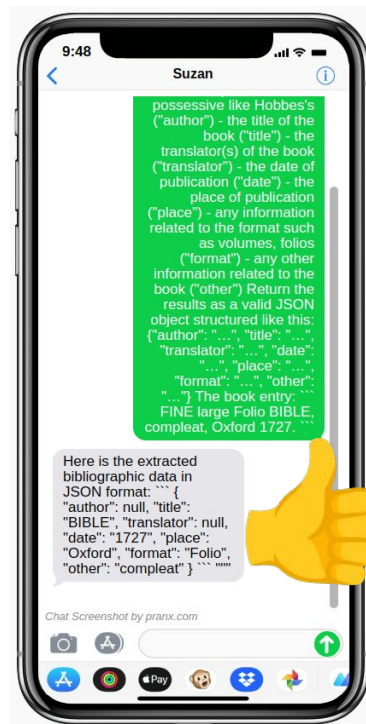 9:48
Suzan
possessive like Hobbes's
("author") - the title of the
book ("title") - the
translator(s) of the book
("translator") - the date of
publication ("date") - the
place of publication
("place") - any information
related to the format such
as volumes, folios
("format") - any other
information related to the
book ("other") Return the
results as a valid JSON
object structured like this:
{"author": "…", "title": "…",
"translator": "…", "date":
"…", "place": "…",
"format": "…", "other":
"…"} The book entry: ```
FINE large Folio BIBLE,
compleat, Oxford 1727. ```
Here is the extracted
bibliographic data in
JSON format: ``` {
"author": null, "title":
"BIBLE", "translator": null,
"date": "1727", "place":
"Oxford", "format": "Folio",
"other": "compleat" } ``` """
Chat Screenshot by pranx.com
Pay